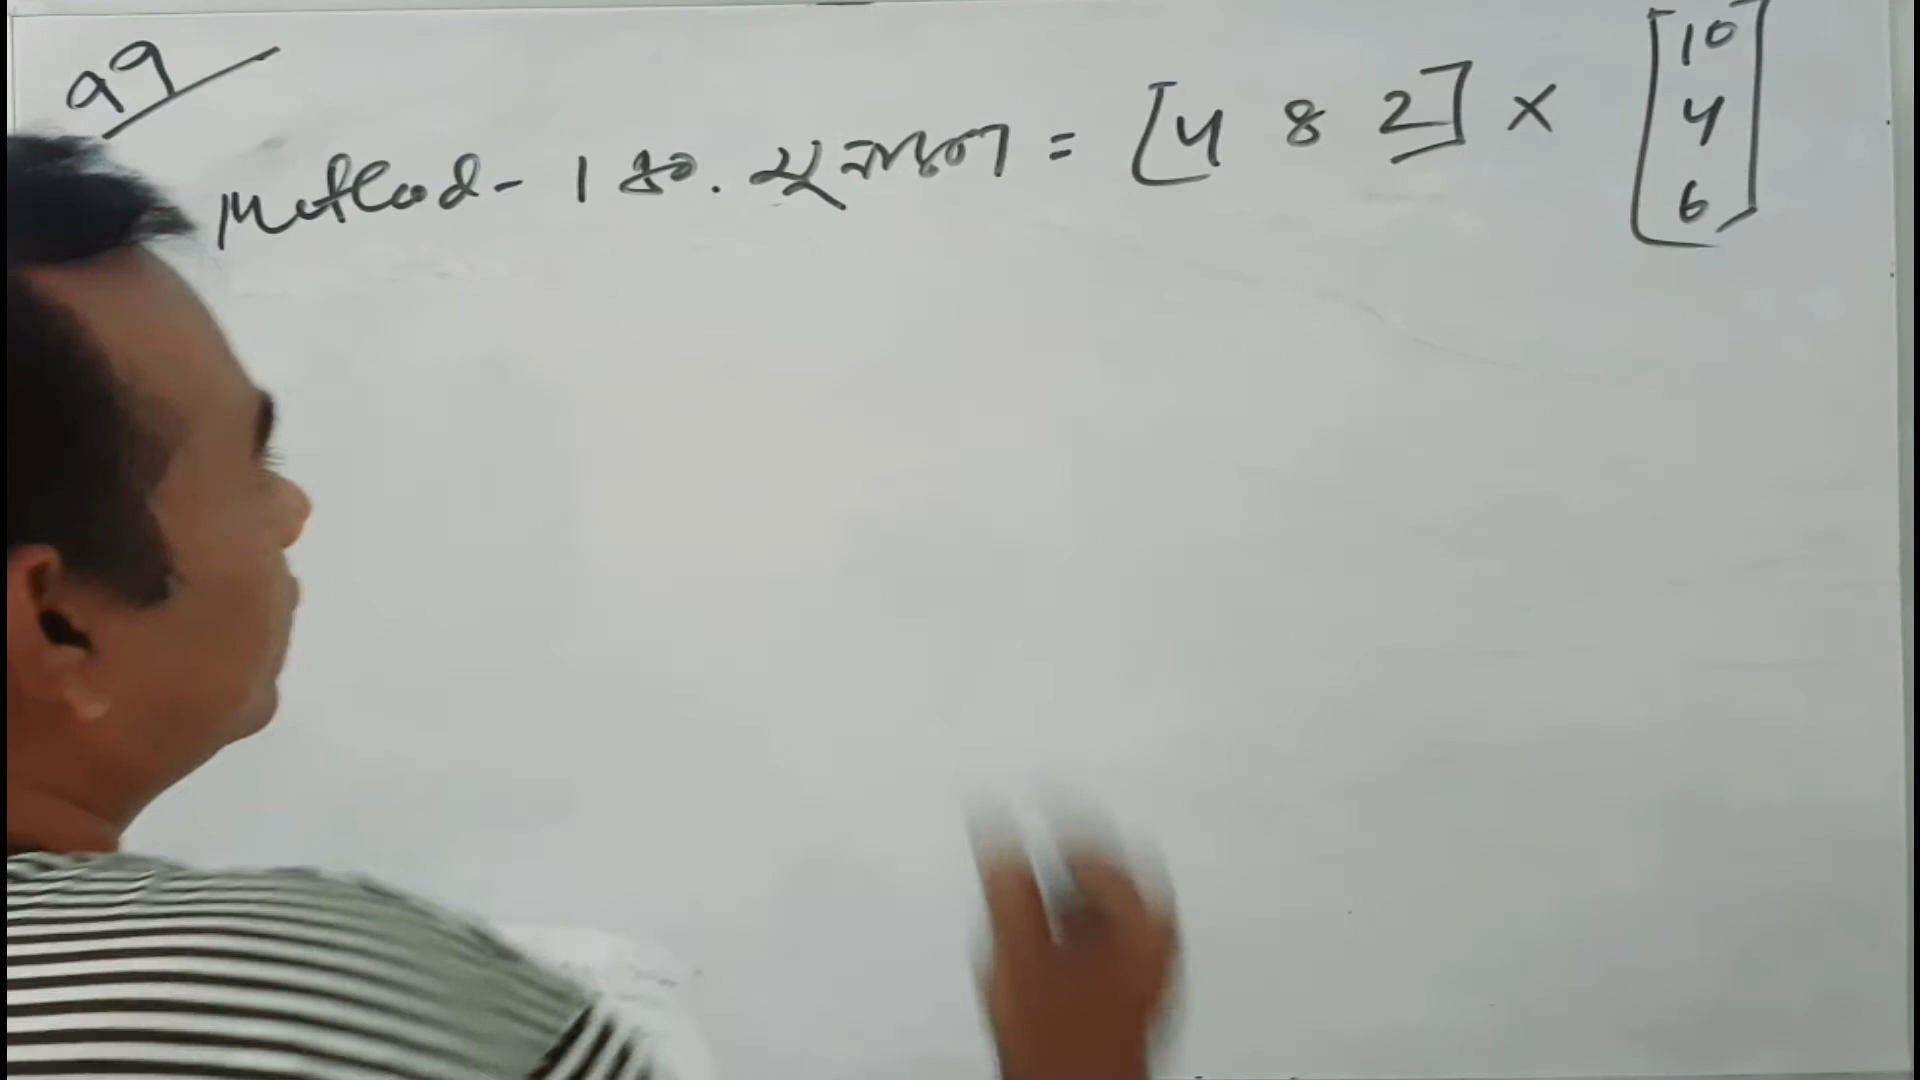 99
Method - 1 কে. মূনাফা = [4 8 2] × [10 4 6]